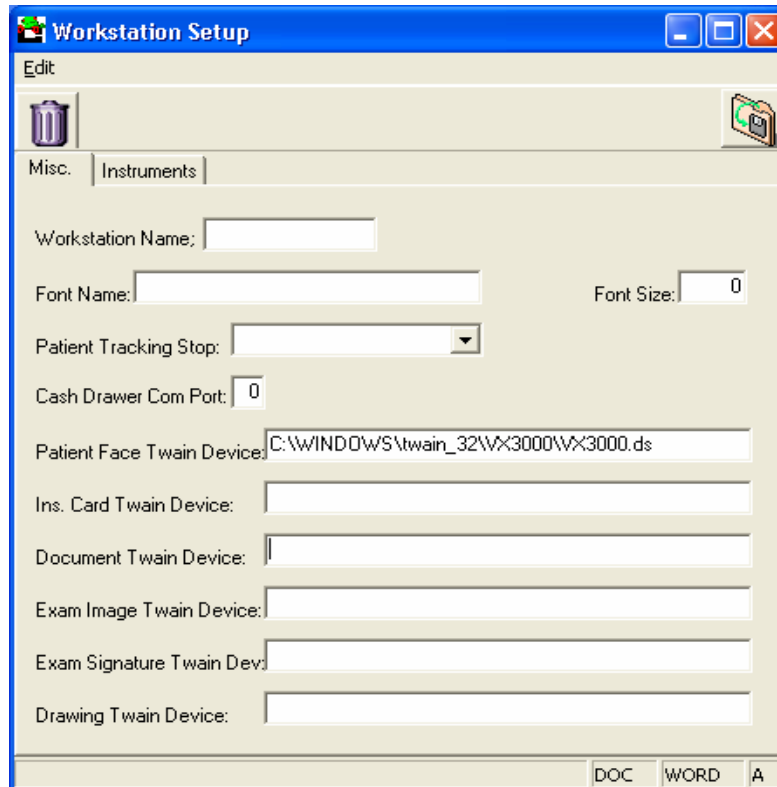 Workstation Setup
Edit
Misc. Instruments
Workstation Name;
Font Name: Font Size: 0
Patient Tracking Stop:
Cash Drawer Com Port: 0
Patient Face Twain Device: C:\WINDOWS\twain_32\VX3000\VX3000.ds
Ins. Card Twain Device:
Document Twain Device:
Exam Image Twain Device:
Exam Signature Twain Dev:
Drawing Twain Device:
DOC WORD A